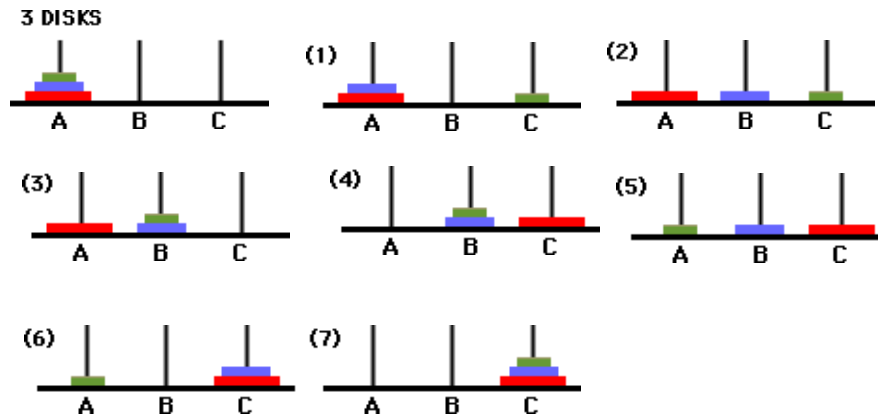 3 DISKS
A B C
(1)
A B C
(2)
A B C
(3)
A B C
(4)
A B C
(5)
A B C
(6)
A B C
(7)
A B C